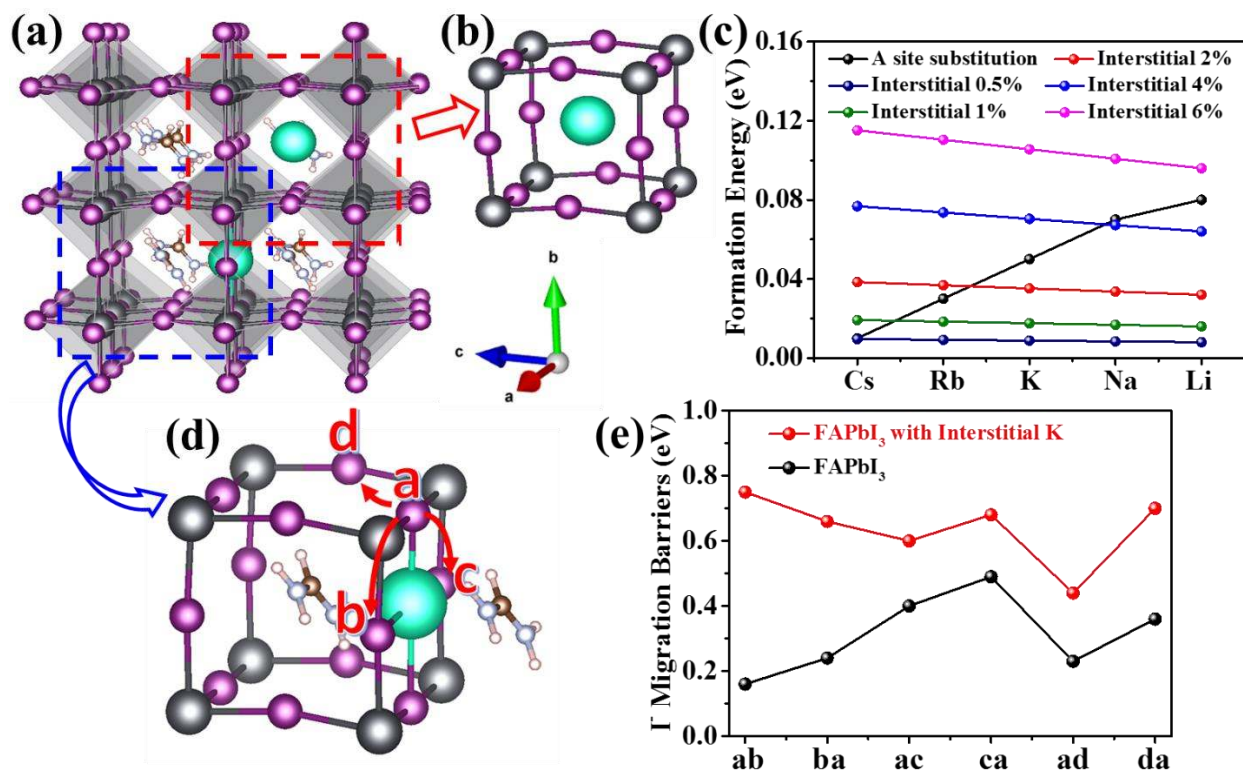 (a)
(b)
(c)
Formation Energy (eV)
0.16
0.12
0.08
0.04
0.00
A site substitution
Interstitial 2%
Interstitial 0.5%
Interstitial 4%
Interstitial 1%
Interstitial 6%
Cs Rb K Na Li
b
c
a
(d)
d
a
b
c
(e)
I⁻ Migration Barriers (eV)
1.0
0.8
0.6
0.4
0.2
0.0
FAPbI₃ with Interstitial K
FAPbI₃
ab ba ac ca ad da